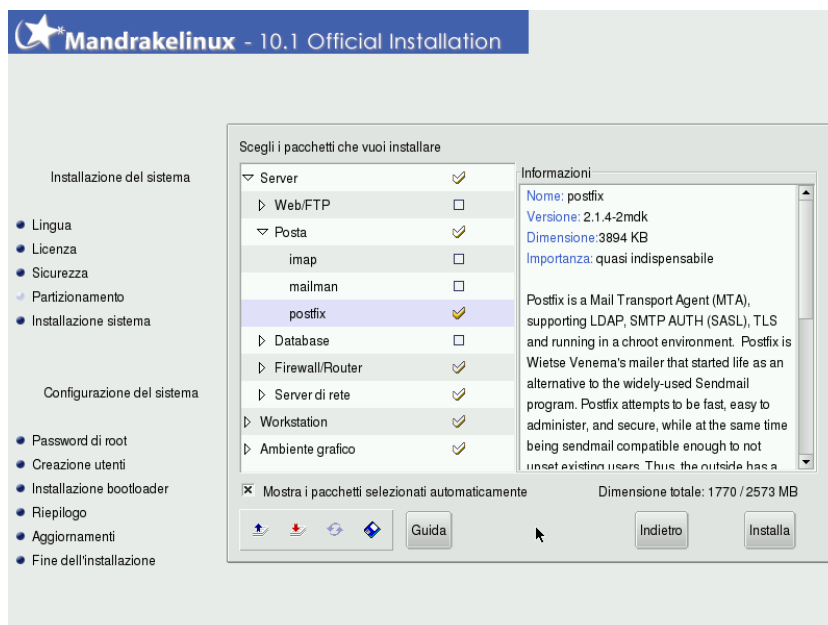 Mandrakelinux - 10.1 Official Installation
Installazione del sistema
Lingua
Licenza
Sicurezza
Partizionamento
Installazione sistema
Configurazione del sistema
Password di root
Creazione utenti
Installazione bootloader
Riepilogo
Aggiornamenti
Fine dell'installazione
Scegli i pacchetti che vuoi installare
Server
Web/FTP
Posta
imap
mailman
postfix
Database
Firewall/Router
Server di rete
Workstation
Ambiente grafico
Informazioni
Nome: postfix
Versione: 2.1.4-2mdk
Dimensione:3894 KB
Importanza: quasi indispensabile
Postfix is a Mail Transport Agent (MTA),
supporting LDAP, SMTP AUTH (SASL), TLS
and running in a chroot environment. Postfix is
Wietse Venema's mailer that started life as an
alternative to the widely-used Sendmail
program. Postfix attempts to be fast, easy to
administer, and secure, while at the same time
being sendmail compatible enough to not
upset existing users. Thus, the outside has a
Mostra i pacchetti selezionati automaticamente
Dimensione totale: 1770 / 2573 MB
Guida
Indietro
Installa